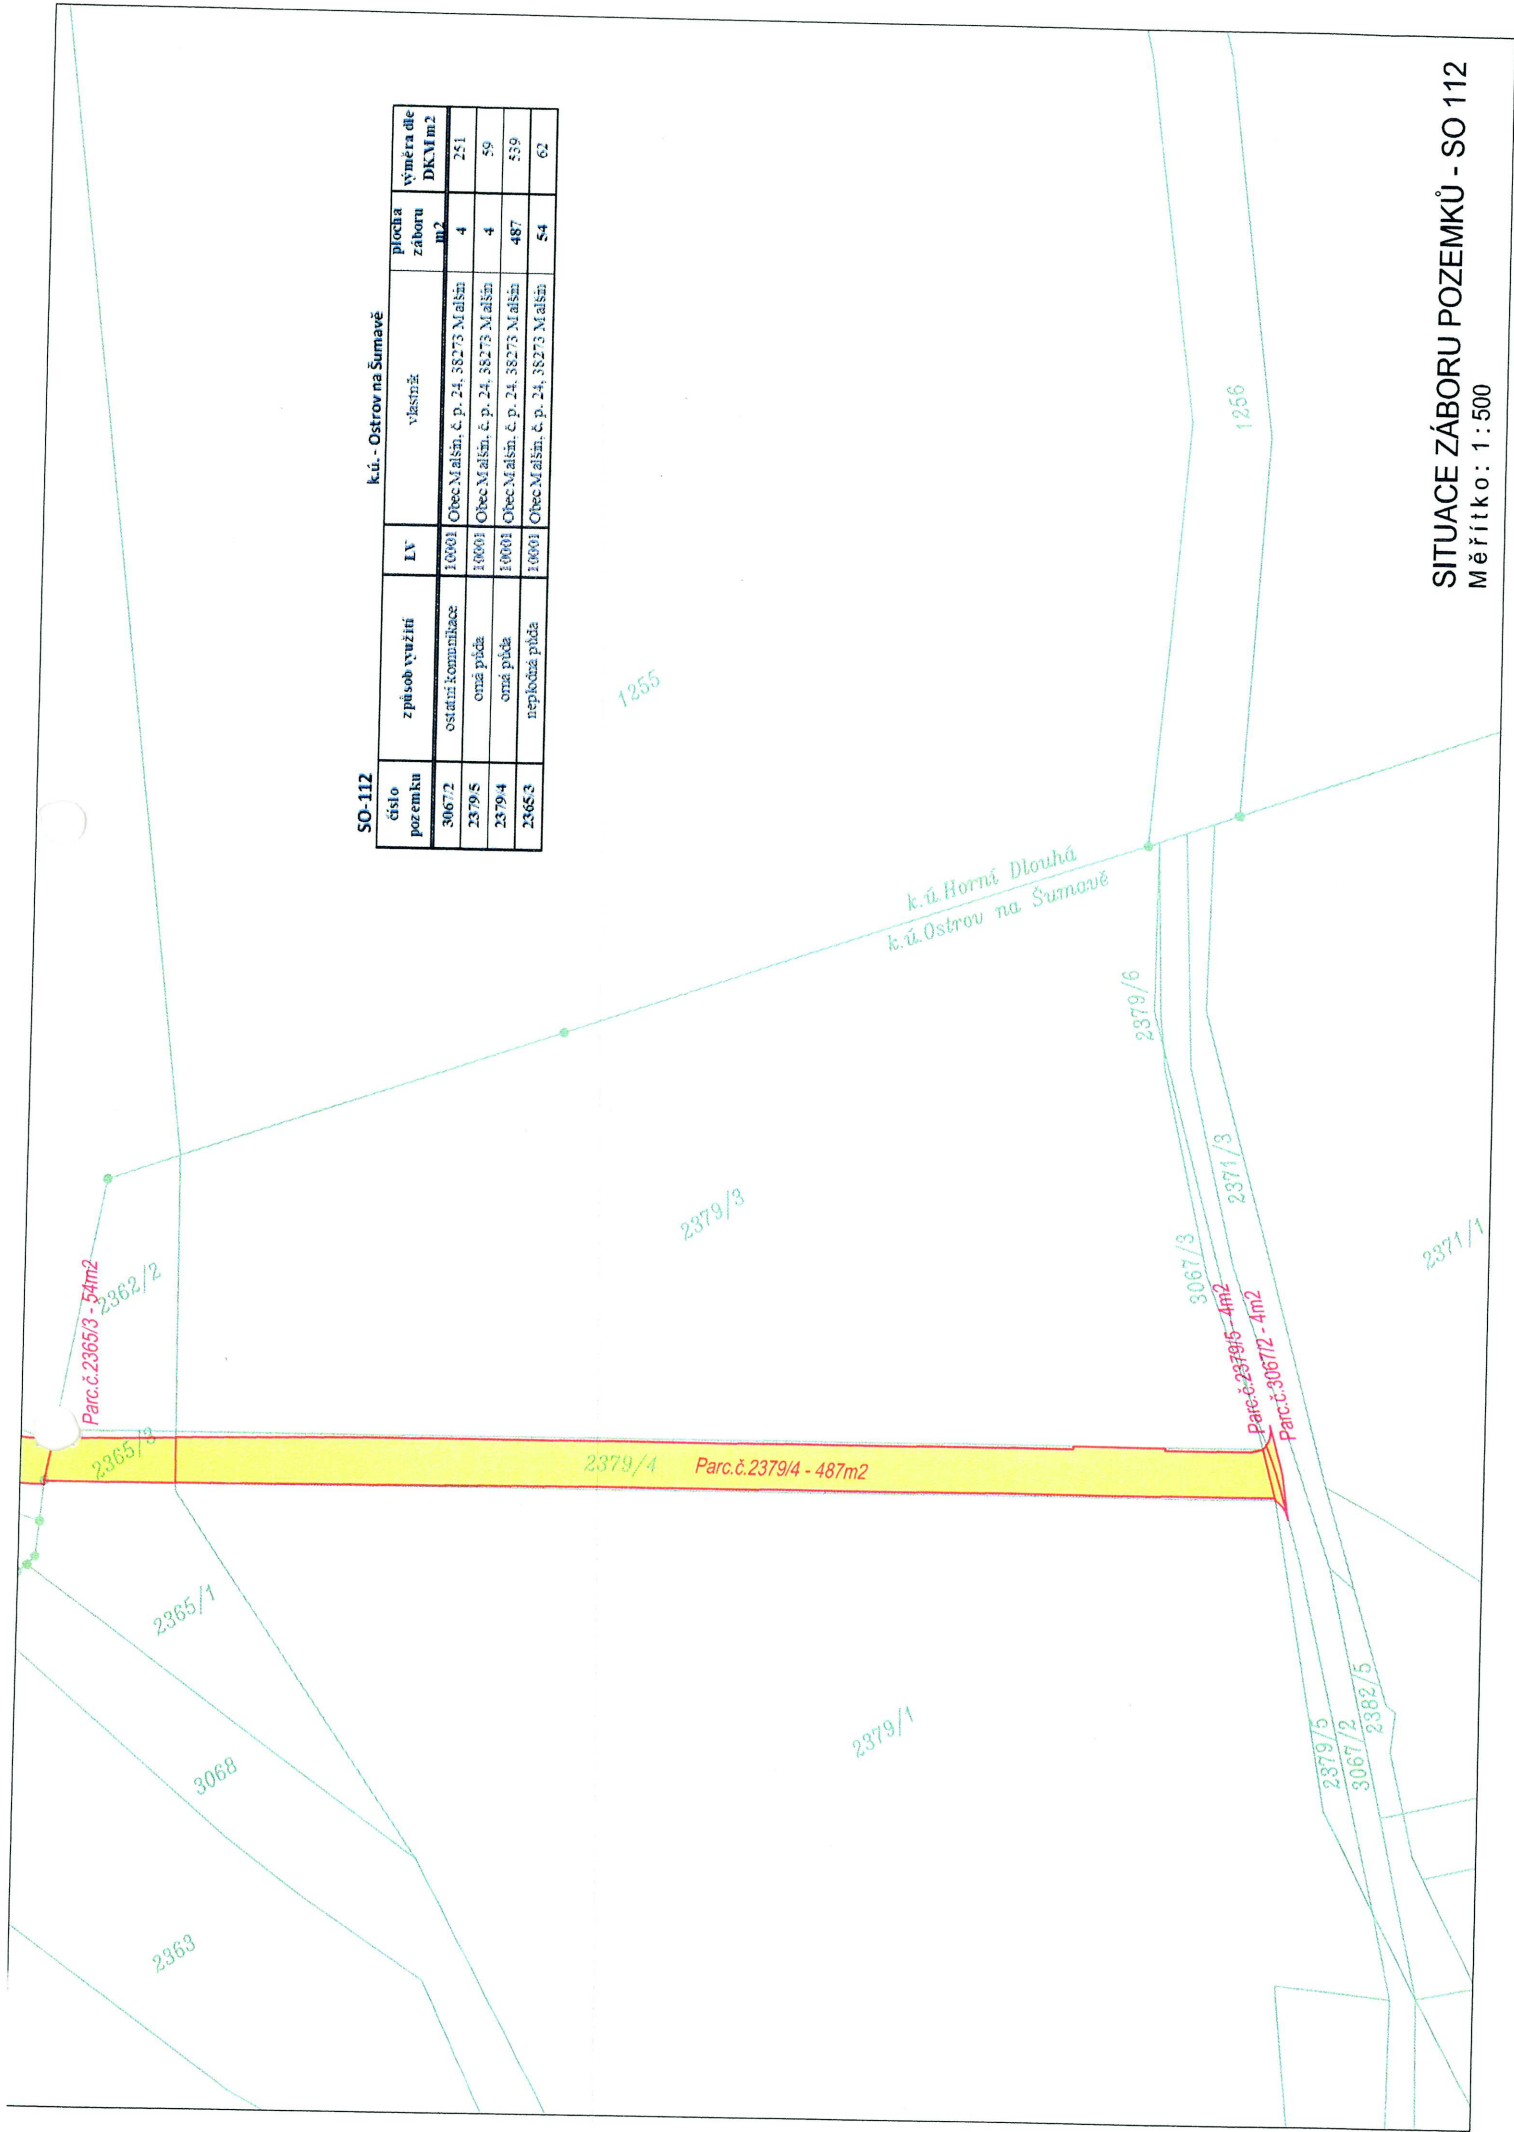 SO-112
k.ú. - Ostrov na Šumavě
číslo pozemku způsob využití LV vlastník plocha záboru m2 výměra dle DKM m2
3067/2 ostatní komunikace 10001 Obec Malšín, č. p. 24, 38273 Malšín 4 251
2379/5 orná půda 10001 Obec Malšín, č. p. 24, 38273 Malšín 4 59
2379/4 orná půda 10001 Obec Malšín, č. p. 24, 38273 Malšín 487 539
2365/3 neplodná půda 10001 Obec Malšín, č. p. 24, 38273 Malšín 54 62
Parc.č.2365/3 - 54m2
2362/2
2365/3
2365/1
3068
2363
1255
k.ú.Horní Dlouhá
k.ú.Ostrov na Šumavě
2379/3
2379/4
Parc.č.2379/4 - 487m2
2379/1
1256
2379/6
3067/3
2371/3
2371/1
Parc.č.2379/5 - 4m2
Parc.č.3067/2 - 4m2
2379/5
3067/2
2382/5
SITUACE ZÁBORU POZEMKŮ - SO 112
Měřítko: 1:500